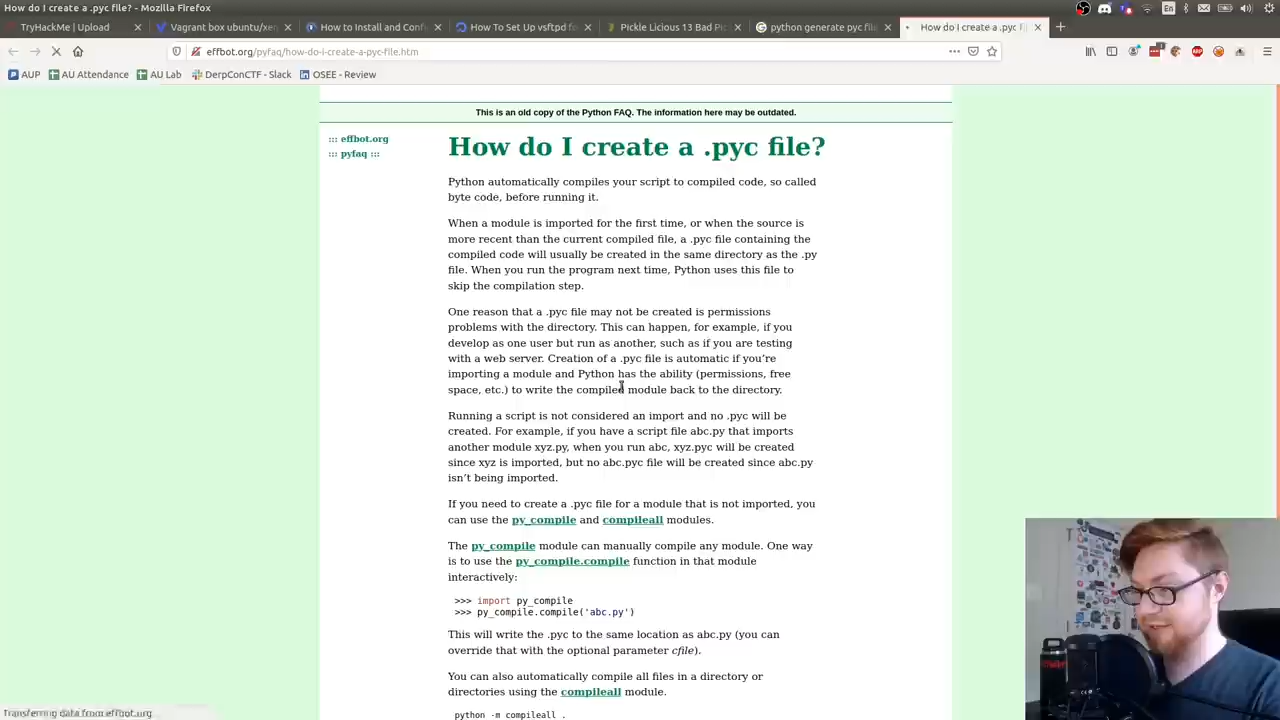 How do I create a .pyc file? - Mozilla Firefox
En
TryHackMe | Upload
Vagrant box ubuntu/xen
How to Install and Conf
How To Set Up vsftpd fo
Pickle Licious 13 Bad Pic
python generate pyc file
How do I create a .pyc f
effbot.org/pyfaq/how-do-i-create-a-pyc-file.htm
AUP
AU Attendance
AU Lab
DerpConCTF - Slack
OSEE - Review
This is an old copy of the Python FAQ. The information here may be outdated.
::: effbot.org
::: pyfaq :::
How do I create a .pyc file?
Python automatically compiles your script to compiled code, so called
byte code, before running it.
When a module is imported for the first time, or when the source is
more recent than the current compiled file, a .pyc file containing the
compiled code will usually be created in the same directory as the .py
file. When you run the program next time, Python uses this file to
skip the compilation step.
One reason that a .pyc file may not be created is permissions
problems with the directory. This can happen, for example, if you
develop as one user but run as another, such as if you are testing
with a web server. Creation of a .pyc file is automatic if you're
importing a module and Python has the ability (permissions, free
space, etc.) to write the compiled module back to the directory.
Running a script is not considered an import and no .pyc will be
created. For example, if you have a script file abc.py that imports
another module xyz.py, when you run abc, xyz.pyc will be created
since xyz is imported, but no abc.pyc file will be created since abc.py
isn't being imported.
If you need to create a .pyc file for a module that is not imported, you
can use the py_compile and compileall modules.
The py_compile module can manually compile any module. One way
is to use the py_compile.compile function in that module
interactively:
>>> import py_compile
>>> py_compile.compile('abc.py')
This will write the .pyc to the same location as abc.py (you can
override that with the optional parameter cfile).
You can also automatically compile all files in a directory or
directories using the compileall module.
python -m compileall .
Transferring data from effbot.org